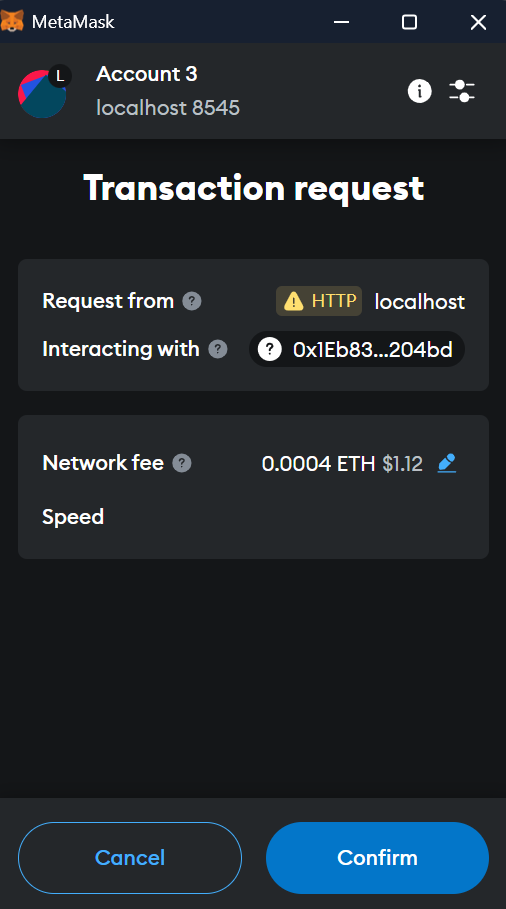 MetaMask
L
Account 3
localhost 8545
Transaction request
Request from ? HTTP localhost
Interacting with ? ? 0x1Eb83...204bd
Network fee ? 0.0004 ETH $1.12
Speed
Cancel Confirm